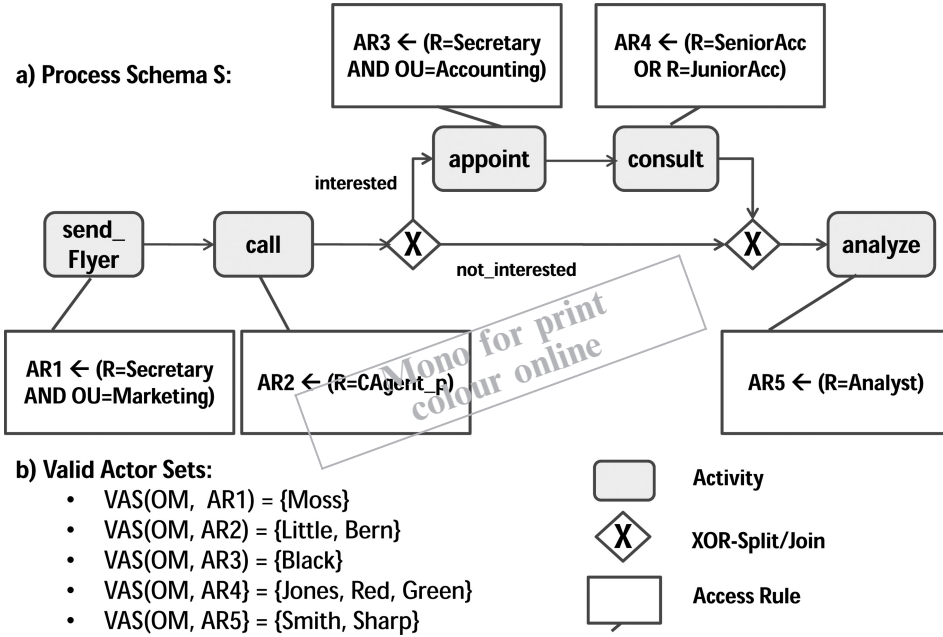 a) Process Schema S:
AR3 ← (R=Secretary
AND OU=Accounting)
AR4 ← (R=SeniorAcc
OR R=JuniorAcc)
appoint
consult
interested
send_
Flyer
call
X
X
analyze
not_interested
AR1 ← (R=Secretary
AND OU=Marketing)
AR2 ← (R=CAgent_p)
AR5 ← (R=Analyst)
Mono for print
colour online
b) Valid Actor Sets:
• VAS(OM, AR1) = {Moss}
• VAS(OM, AR2) = {Little, Bern}
• VAS(OM, AR3) = {Black}
• VAS(OM, AR4} = {Jones, Red, Green}
• VAS(OM, AR5} = {Smith, Sharp}
Activity
X
XOR-Split/Join
Access Rule